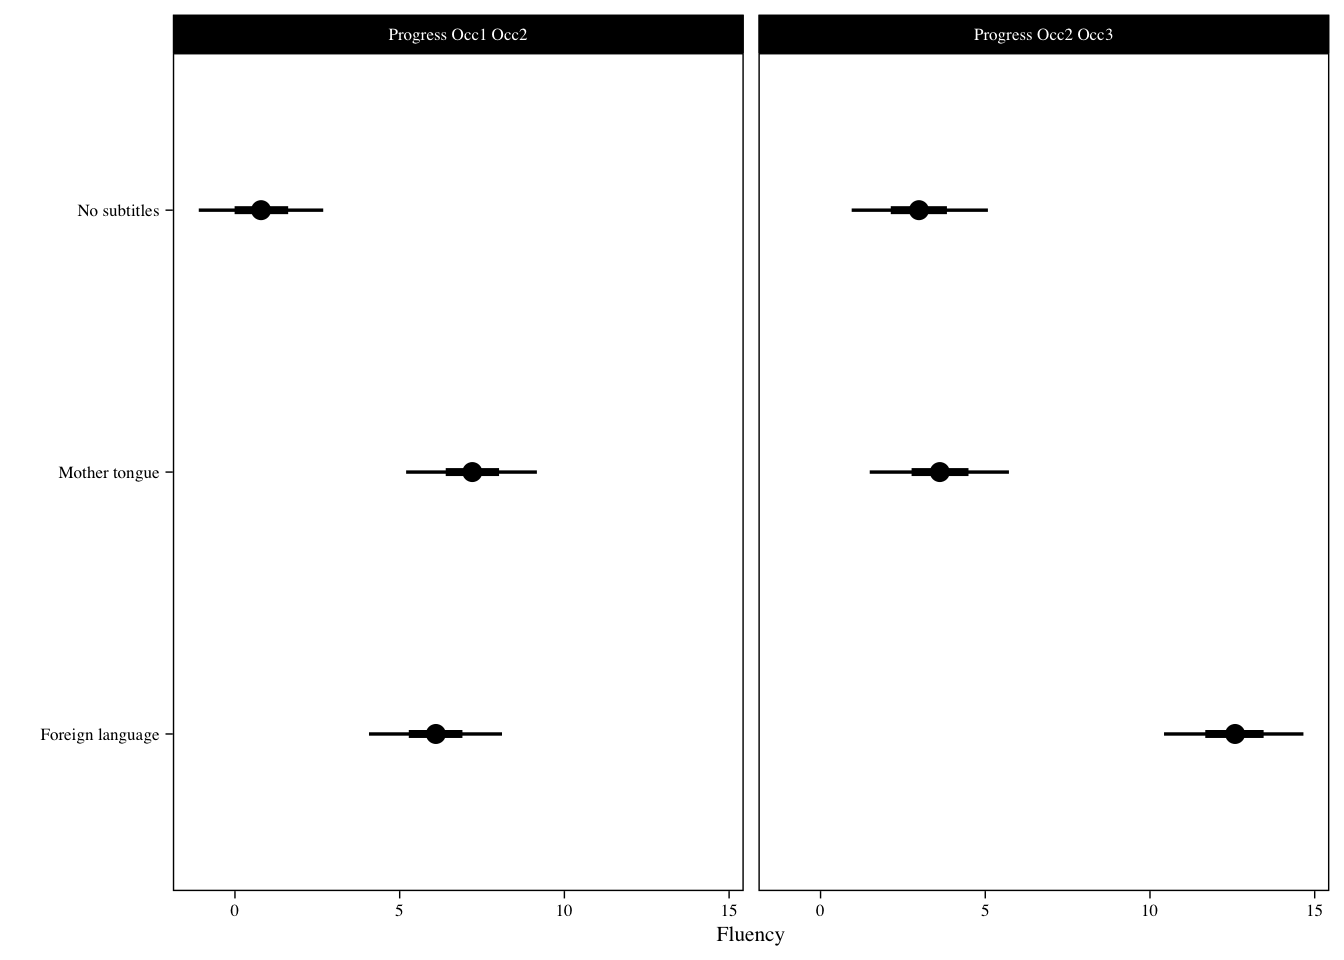 Progress Occ1 Occ2
Progress Occ2 Occ3
No subtitles
Mother tongue
Foreign language
0 5 10 15
0 5 10 15
Fluency